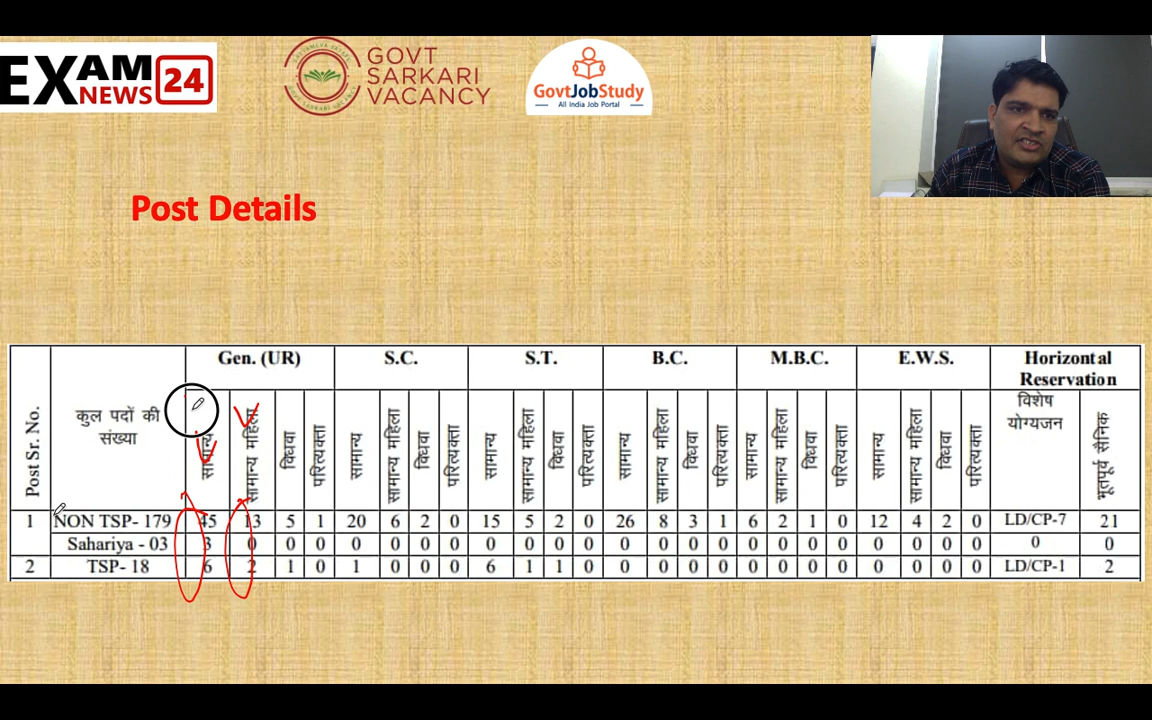 EXAM NEWS 24
GOVT SARKARI VACANCY
GovtJobStudy
All India Job Portal
Post Details
Post Sr. No. कुल पदों की संख्या Gen. (UR) S.C. S.T. B.C. M.B.C. E.W.S. Horizontal Reservation
सामान्य सामान्य महिला विधवा परित्यक्ता सामान्य सामान्य महिला विधवा परित्यक्ता सामान्य सामान्य महिला विधवा परित्यक्ता सामान्य सामान्य महिला विधवा परित्यक्ता सामान्य सामान्य महिला विधवा परित्यक्ता सामान्य सामान्य महिला विधवा परित्यक्ता विशेष योग्यजन भूतपूर्व सैनिक
1 NON TSP- 179 45 13 5 1 20 6 2 0 15 5 2 0 26 8 3 1 6 2 1 0 12 4 2 0 LD/CP-7 21
Sahariya - 03 3 0 0 0 0 0 0 0 0 0 0 0 0 0 0 0 0 0 0 0 0 0 0 0 0 0
2 TSP- 18 6 2 1 0 1 0 0 0 6 1 1 0 0 0 0 0 0 0 0 0 0 0 0 0 LD/CP-1 2